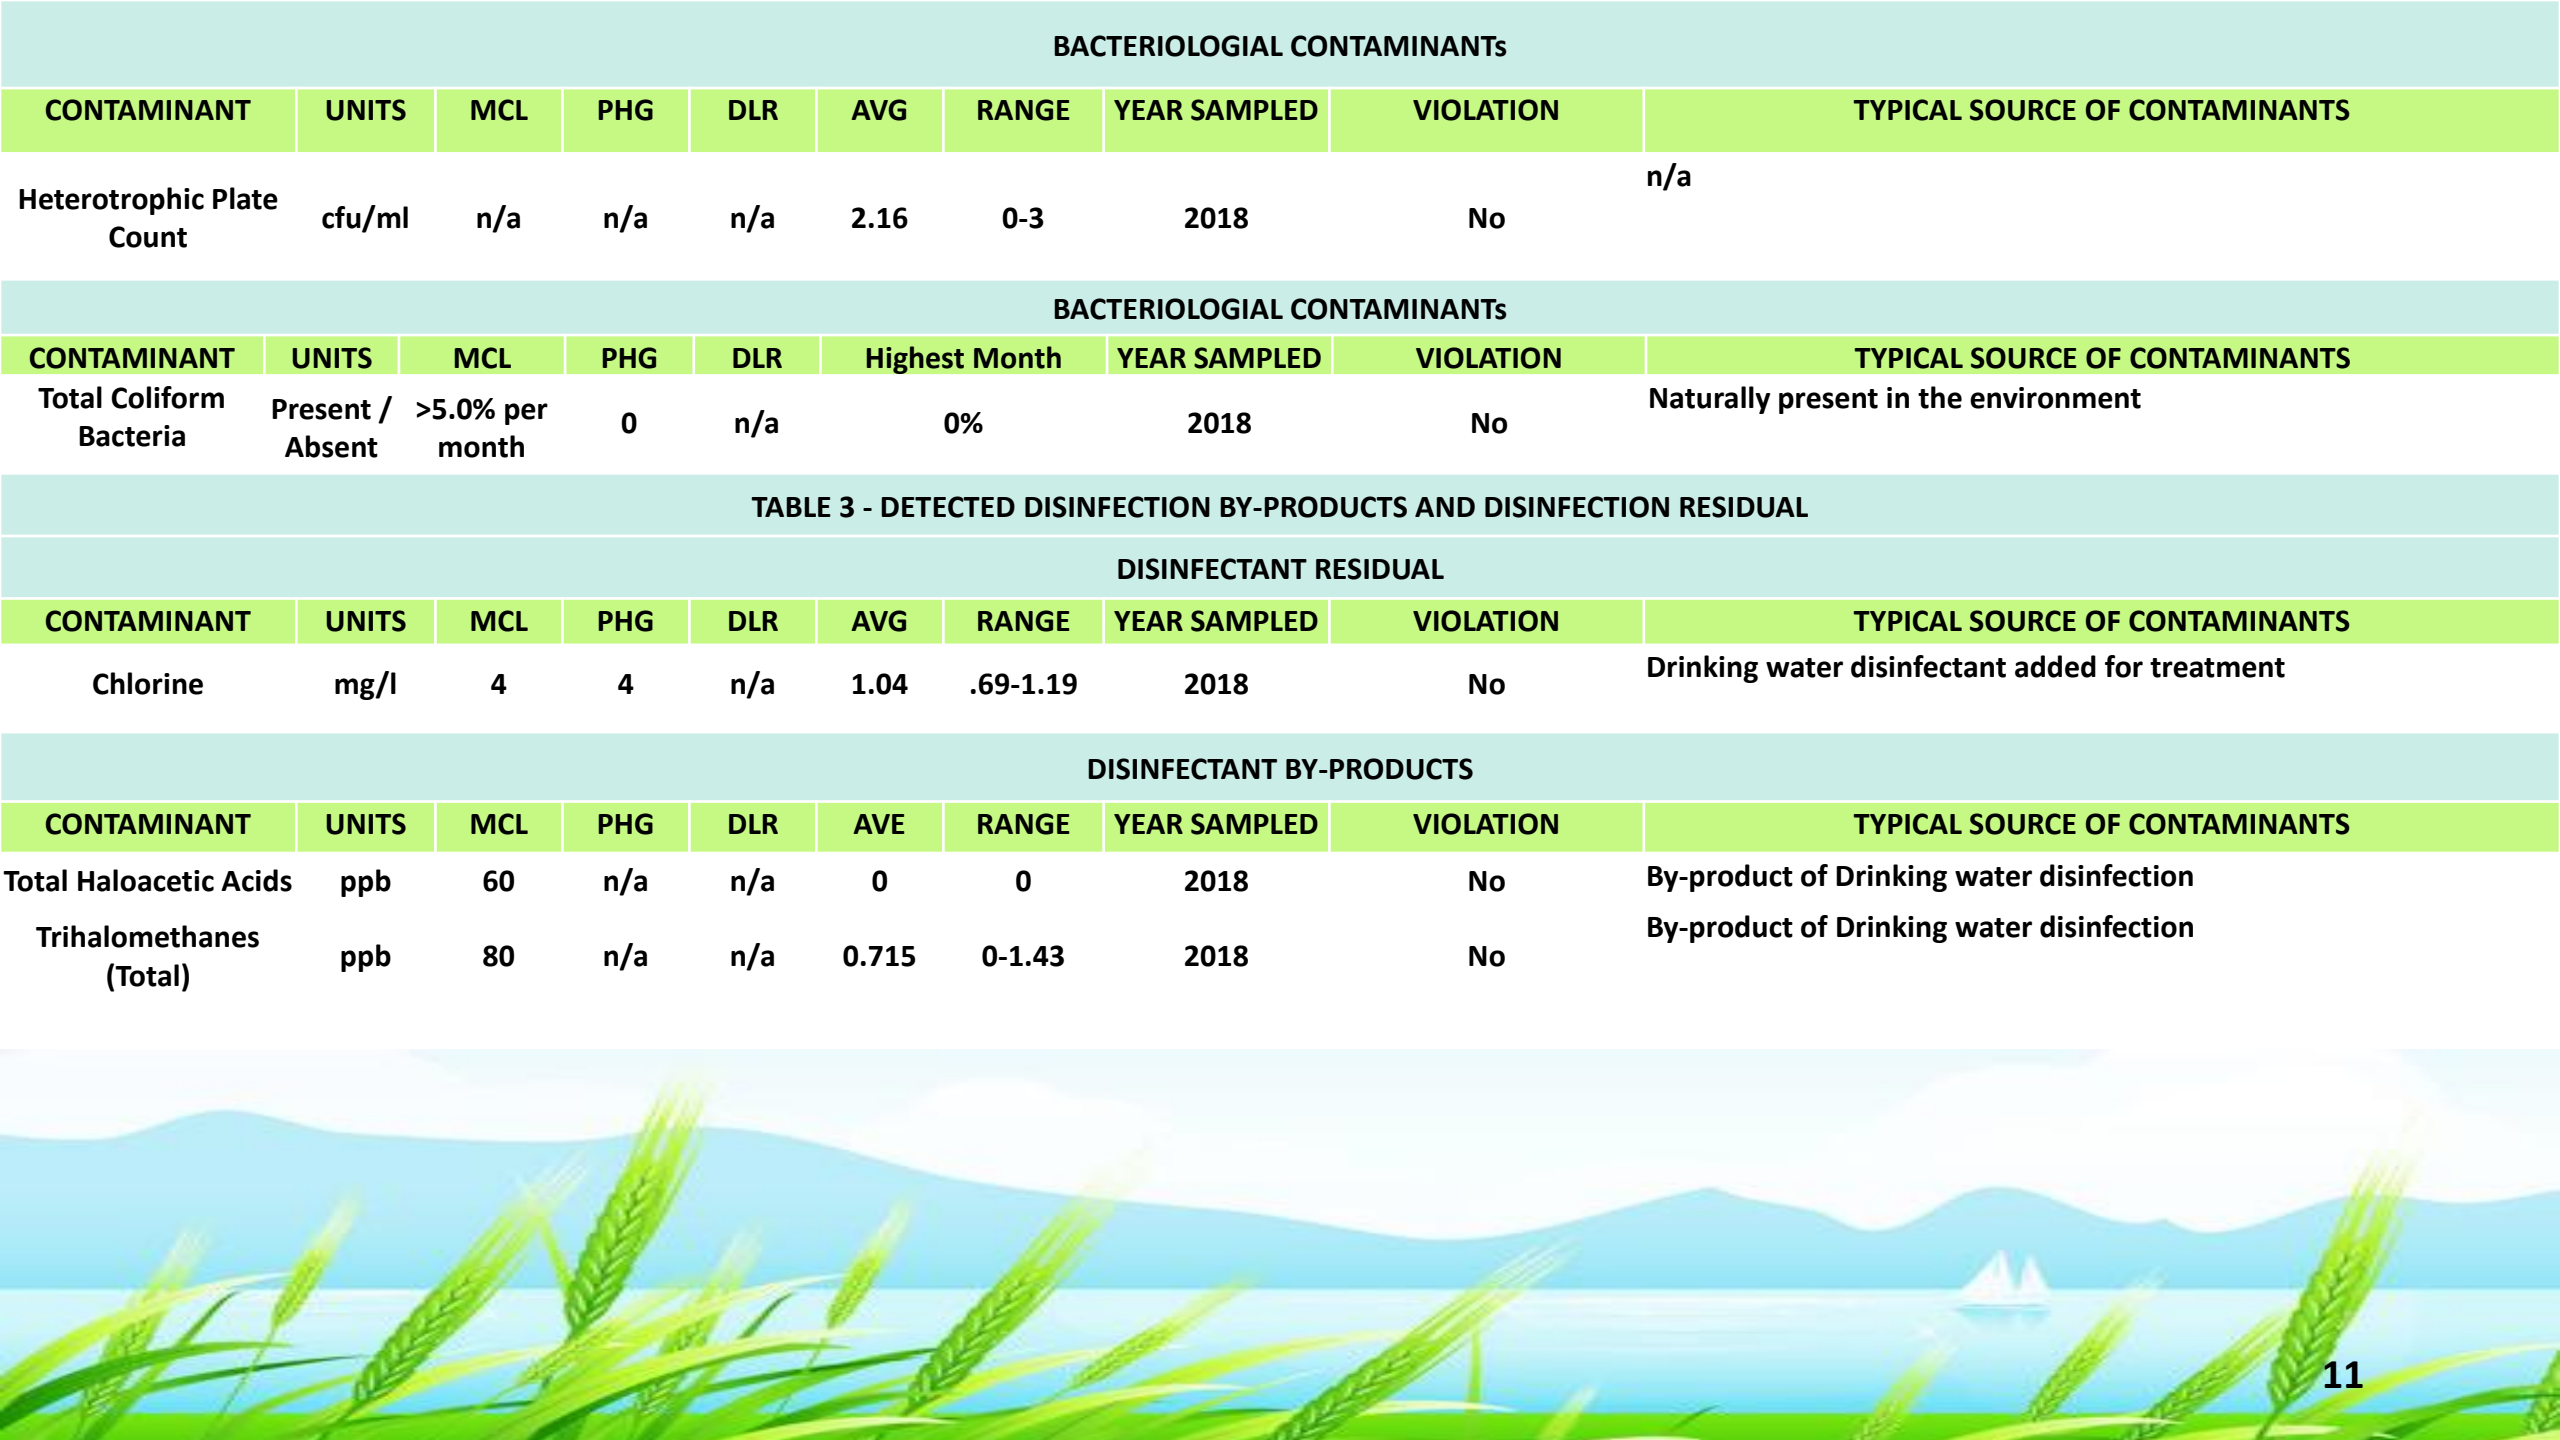 BACTERIOLOGIAL CONTAMINANTs
CONTAMINANT UNITS MCL PHG DLR AVG RANGE YEAR SAMPLED VIOLATION TYPICAL SOURCE OF CONTAMINANTS
Heterotrophic Plate Count cfu/ml n/a n/a n/a 2.16 0-3 2018 No n/a
BACTERIOLOGIAL CONTAMINANTs
CONTAMINANT UNITS MCL PHG DLR Highest Month YEAR SAMPLED VIOLATION TYPICAL SOURCE OF CONTAMINANTS
Total Coliform Bacteria Present / Absent >5.0% per month 0 n/a 0% 2018 No Naturally present in the environment
TABLE 3 - DETECTED DISINFECTION BY-PRODUCTS AND DISINFECTION RESIDUAL
DISINFECTANT RESIDUAL
CONTAMINANT UNITS MCL PHG DLR AVG RANGE YEAR SAMPLED VIOLATION TYPICAL SOURCE OF CONTAMINANTS
Chlorine mg/l 4 4 n/a 1.04 .69-1.19 2018 No Drinking water disinfectant added for treatment
DISINFECTANT BY-PRODUCTS
CONTAMINANT UNITS MCL PHG DLR AVE RANGE YEAR SAMPLED VIOLATION TYPICAL SOURCE OF CONTAMINANTS
Total Haloacetic Acids ppb 60 n/a n/a 0 0 2018 No By-product of Drinking water disinfection
Trihalomethanes (Total) ppb 80 n/a n/a 0.715 0-1.43 2018 No By-product of Drinking water disinfection
11